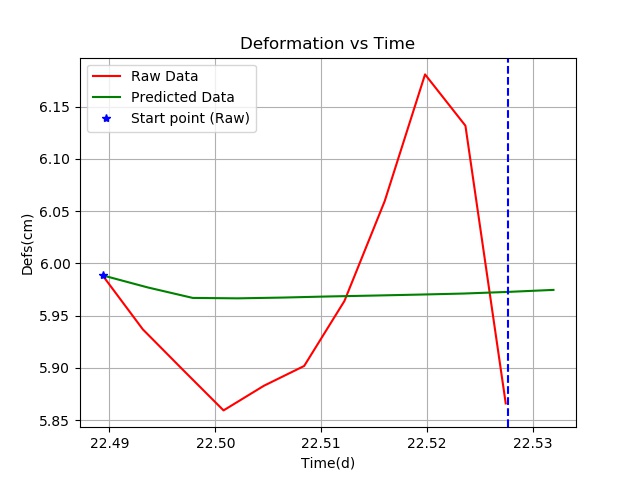 Deformation vs Time
Raw Data
Predicted Data
Start point (Raw)
Defs(cm)
6.15
6.10
6.05
6.00
5.95
5.90
5.85
22.49 22.50 22.51 22.52 22.53
Time(d)